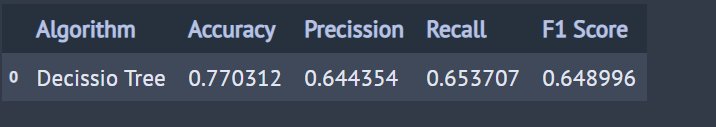 Algorithm Accuracy Precission Recall F1 Score
0 Decissio Tree 0.770312 0.644354 0.653707 0.648996